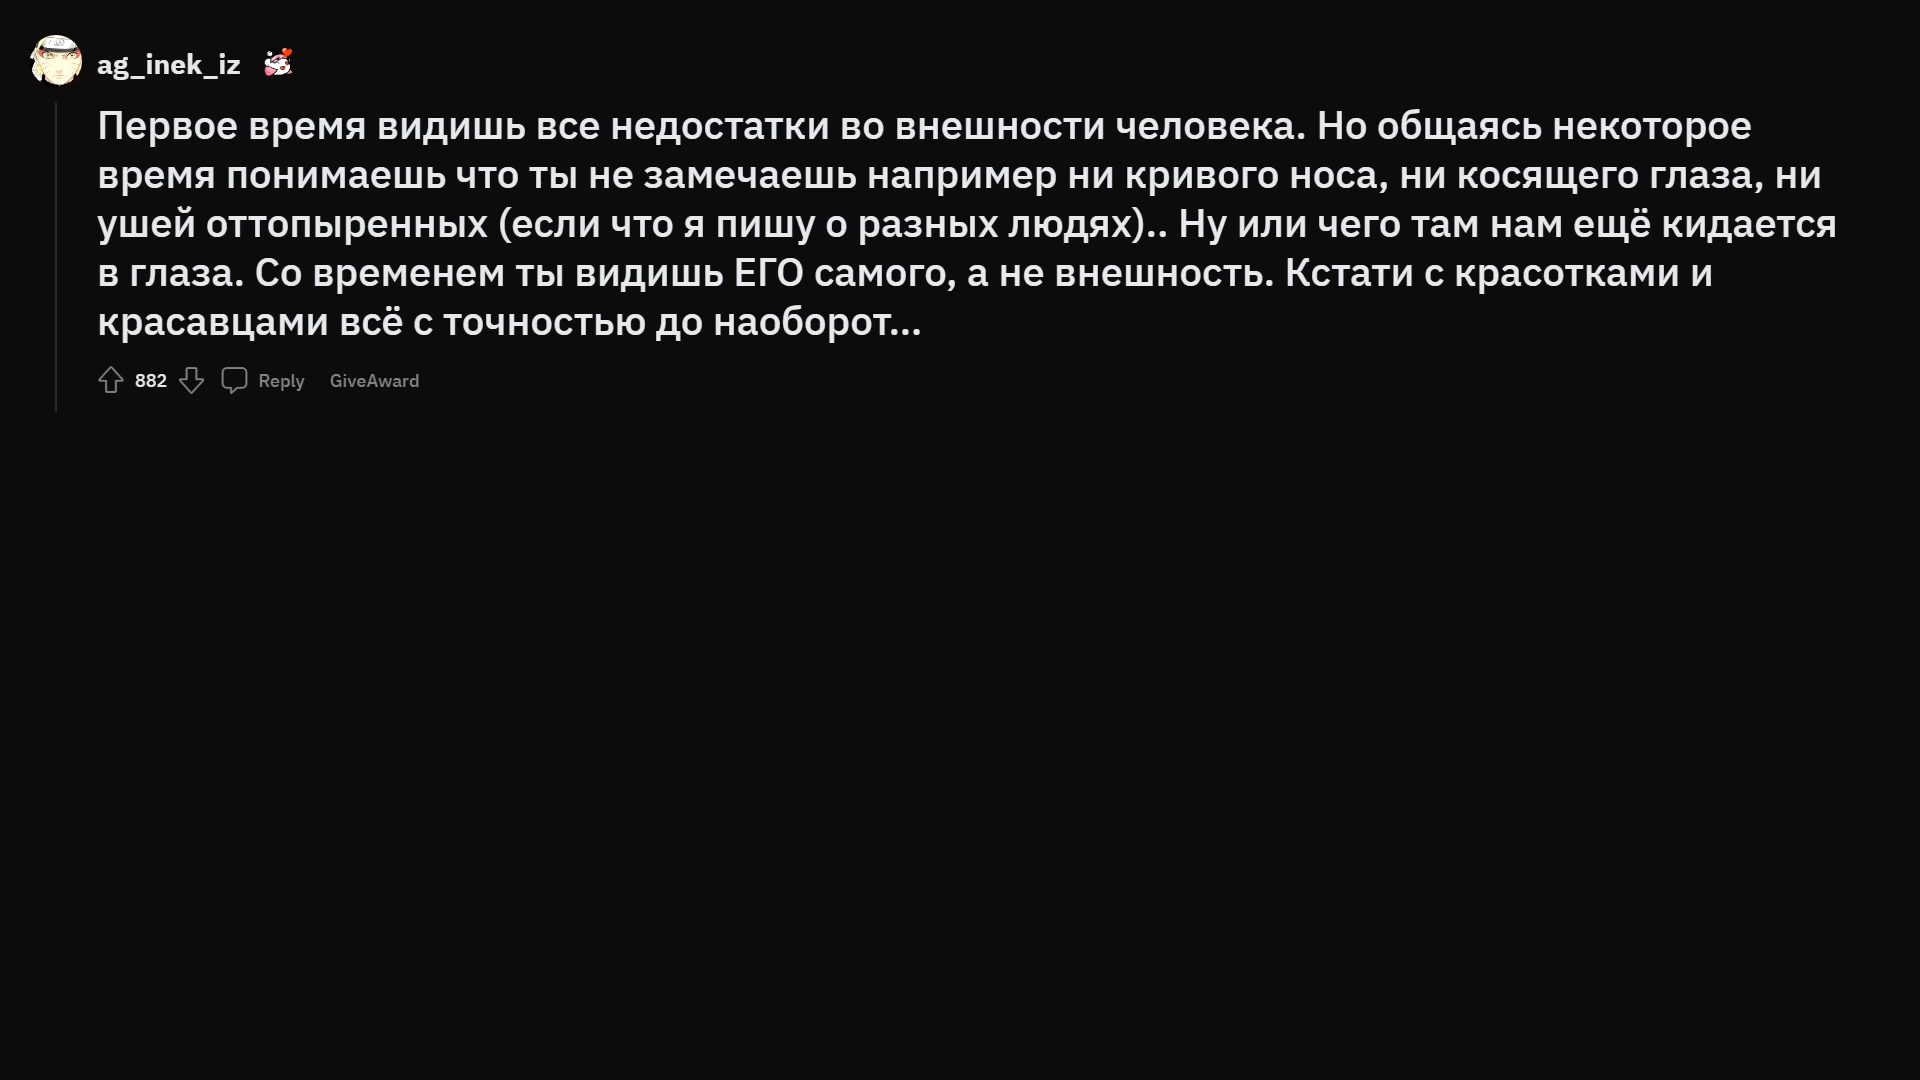 ag_inek_iz
Первое время видишь все недостатки во внешности человека. Но общаясь некоторое
время понимаешь что ты не замечаешь например ни кривого носа, ни косящего глаза, ни
ушей оттопыренных (если что я пишу о разных людях).. Ну или чего там нам ещё кидается
в глаза. Со временем ты видишь ЕГО самого, а не внешность. Кстати с красотками и
красавцами всё с точностью до наоборот...
882 Reply GiveAward